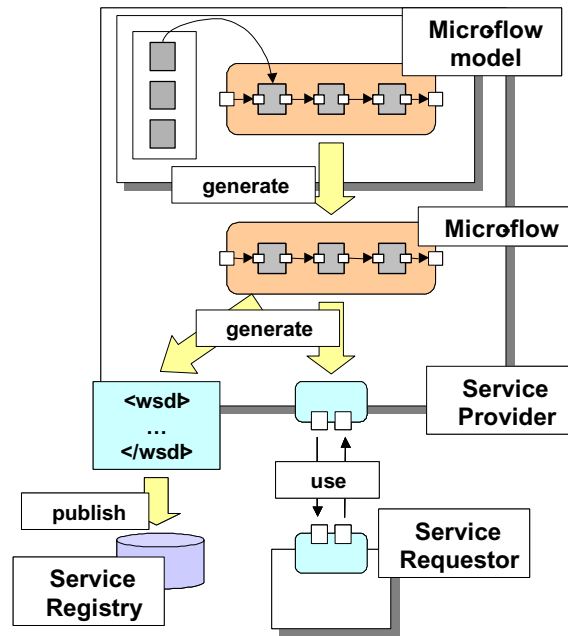 Microflow
model
generate
Microflow
generate
<wsdl>
...
</wsdl>
Service
Provider
use
publish
Service
Requestor
Service
Registry